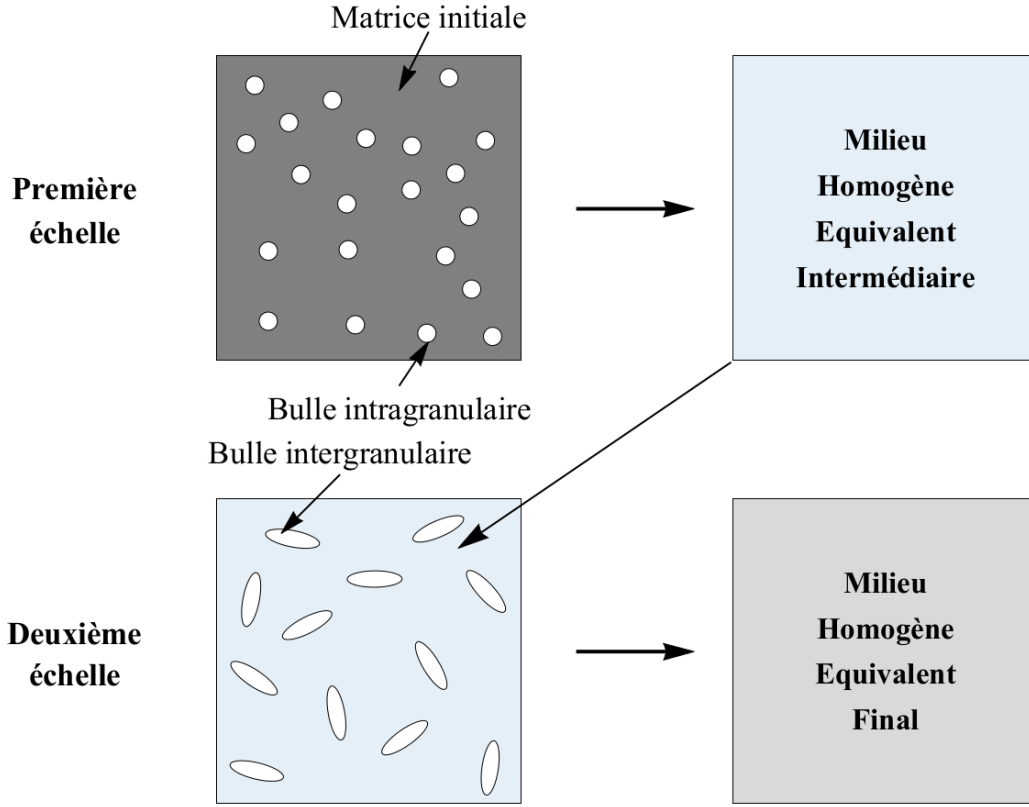 Matrice initiale
Première
échelle
Milieu
Homogène
Equivalent
Intermédiaire
Bulle intragranulaire
Bulle intergranulaire
Deuxième
échelle
Milieu
Homogène
Equivalent
Final